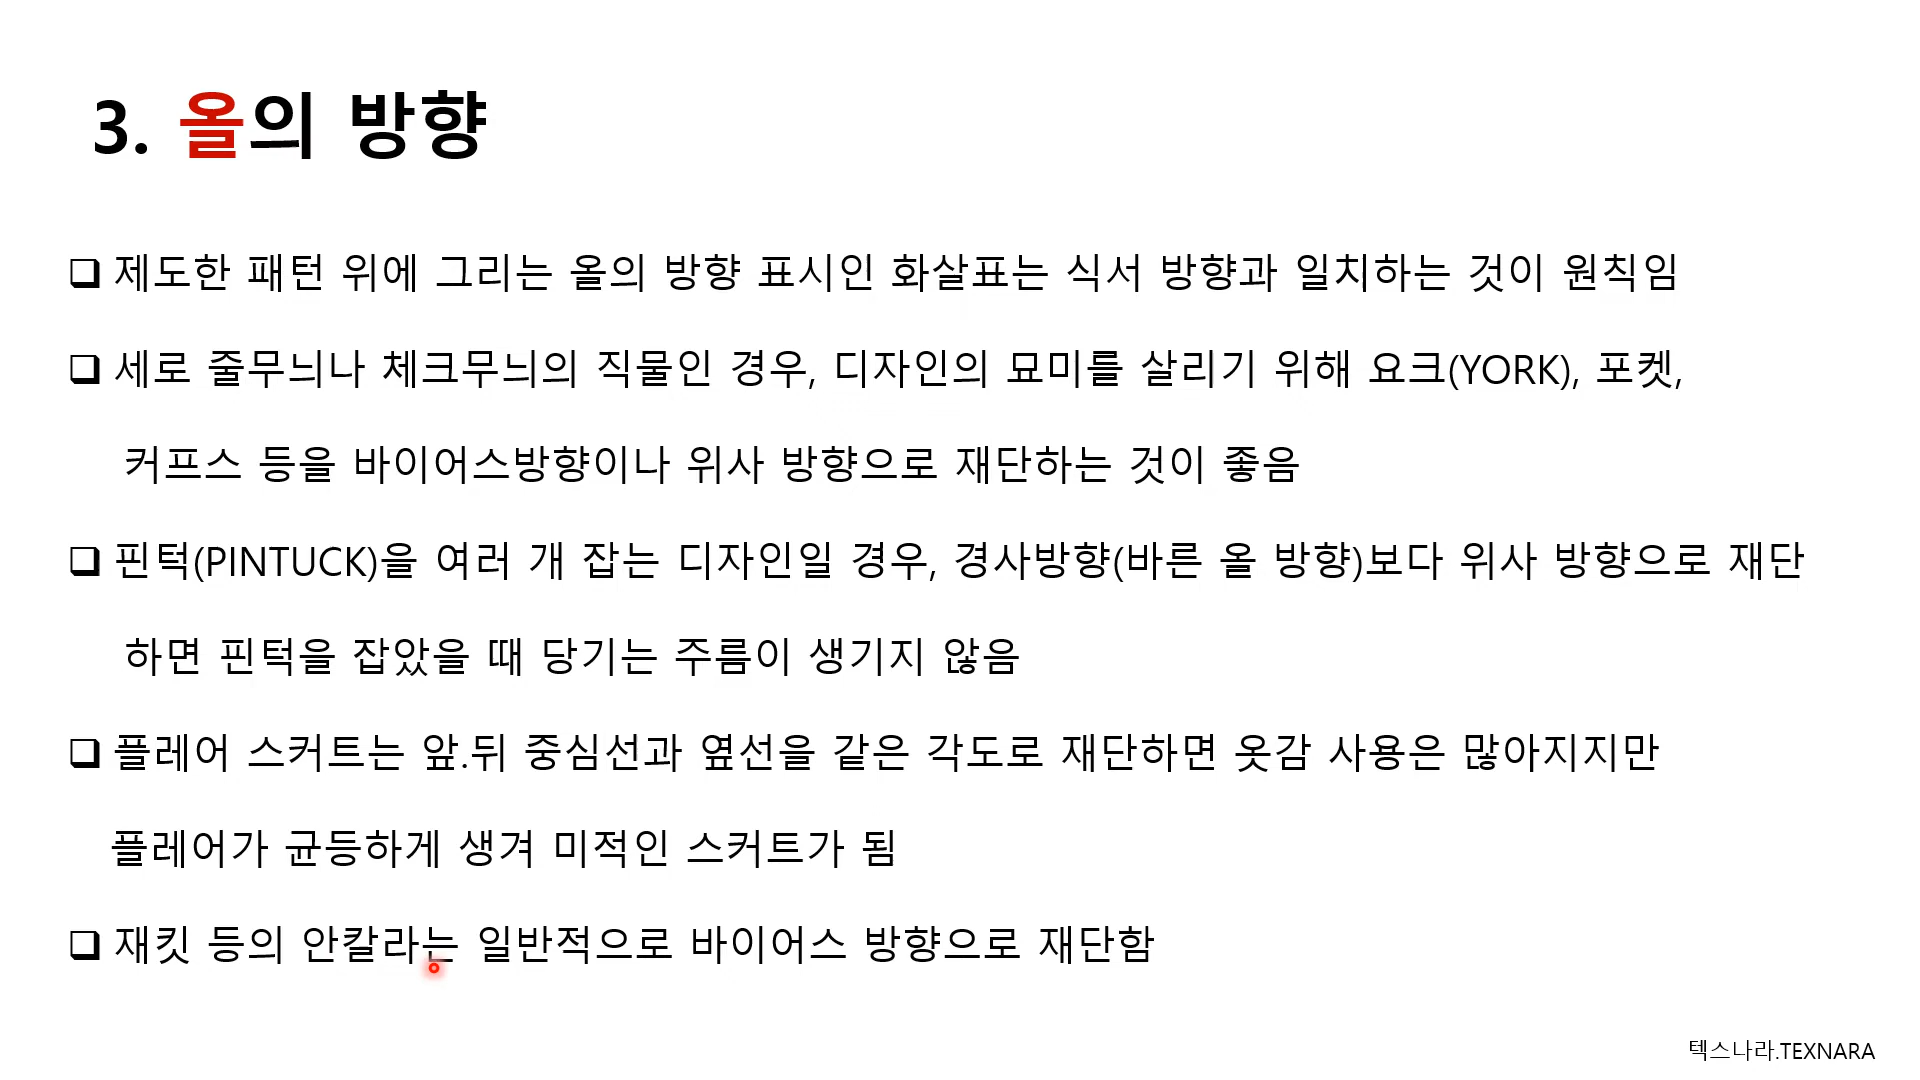 3. 올의 방향
❑ 제도한 패턴 위에 그리는 올의 방향 표시인 화살표는 식서 방향과 일치하는 것이 원칙임
❑ 세로 줄무늬나 체크무늬의 직물인 경우, 디자인의 묘미를 살리기 위해 요크(YORK), 포켓,
커프스 등을 바이어스방향이나 위사 방향으로 재단하는 것이 좋음
❑ 핀턱(PINTUCK)을 여러 개 잡는 디자인일 경우, 경사방향(바른 올 방향)보다 위사 방향으로 재단
하면 핀턱을 잡았을 때 당기는 주름이 생기지 않음
❑ 플레어 스커트는 앞.뒤 중심선과 옆선을 같은 각도로 재단하면 옷감 사용은 많아지지만
플레어가 균등하게 생겨 미적인 스커트가 됨
❑ 재킷 등의 안칼라는 일반적으로 바이어스 방향으로 재단함
텍스나라.TEXNARA